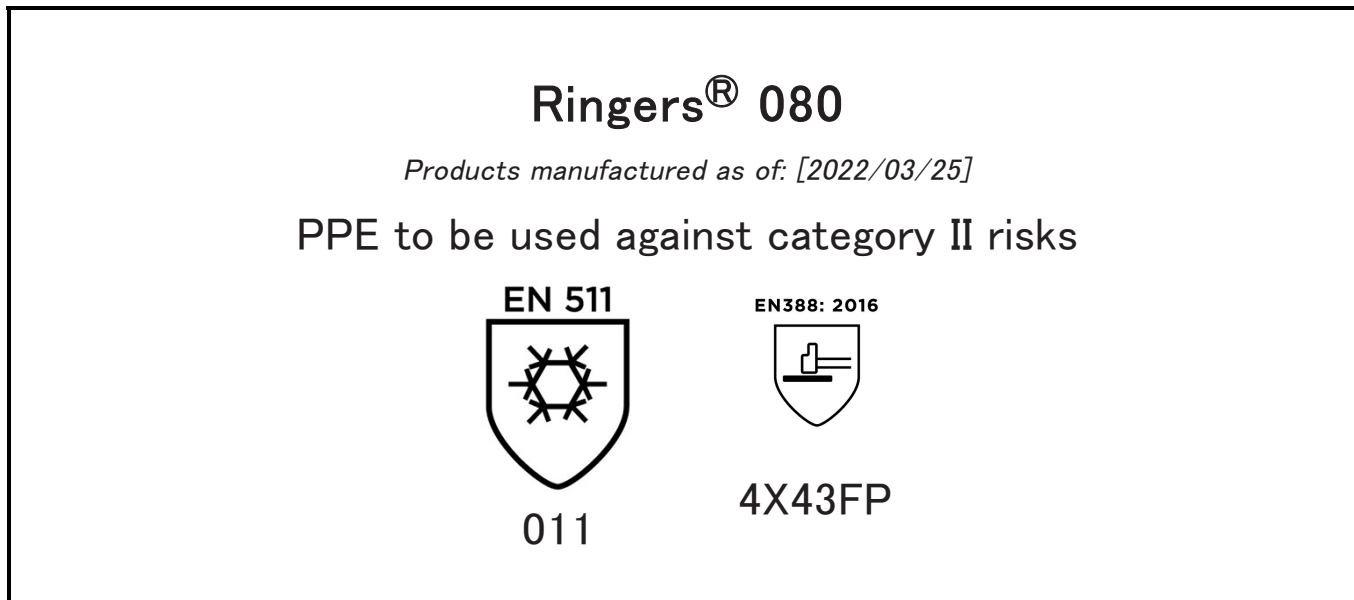 Ringers® 080
Products manufactured as of: [2022/03/25]
PPE to be used against category II risks
EN 511
EN388: 2016
011
4X43FP